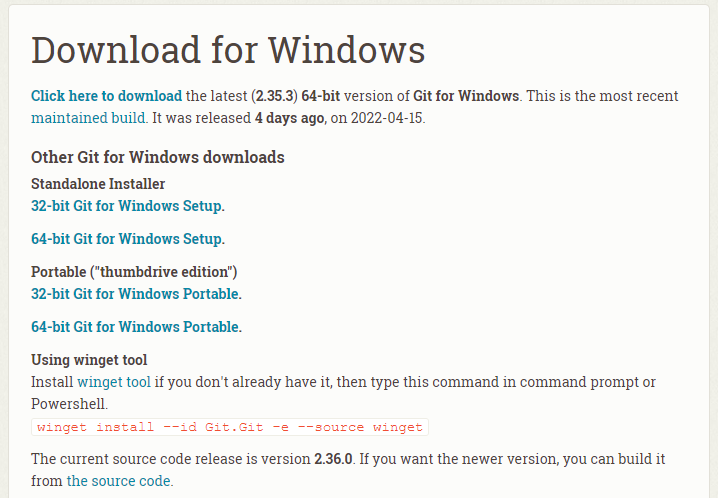 Download for Windows
Click here to download the latest (2.35.3) 64-bit version of Git for Windows. This is the most recent
maintained build. It was released 4 days ago, on 2022-04-15.
Other Git for Windows downloads
Standalone Installer
32-bit Git for Windows Setup.
64-bit Git for Windows Setup.
Portable ("thumbdrive edition")
32-bit Git for Windows Portable.
64-bit Git for Windows Portable.
Using winget tool
Install winget tool if you don't already have it, then type this command in command prompt or
Powershell.
winget install --id Git.Git -e --source winget
The current source code release is version 2.36.0. If you want the newer version, you can build it
from the source code.